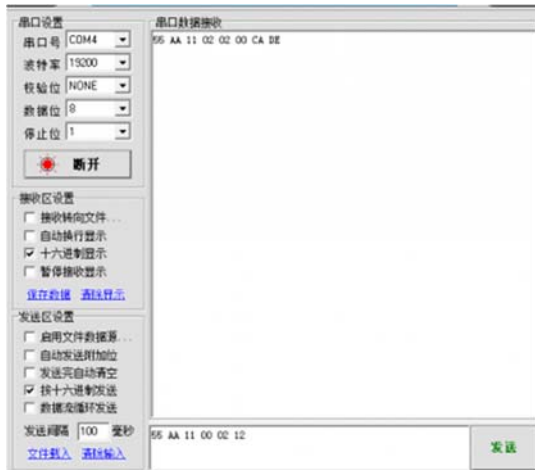 串口设置
串口号 COM4
波特率 19200
校验位 NONE
数据位 8
停止位 1
断开
接收区设置
接收转向文件...
自动换行显示
十六进制显示
暂停接收显示
保存数据 清除显示
发送区设置
启用文件数据源...
自动发送附加位
发送完自动清空
按十六进制发送
数据流循环发送
发送间隔 100 毫秒
文件载入 清除输入
串口数据接收
55 AA 11 02 02 00 CA DE
55 AA 11 00 02 12
发送